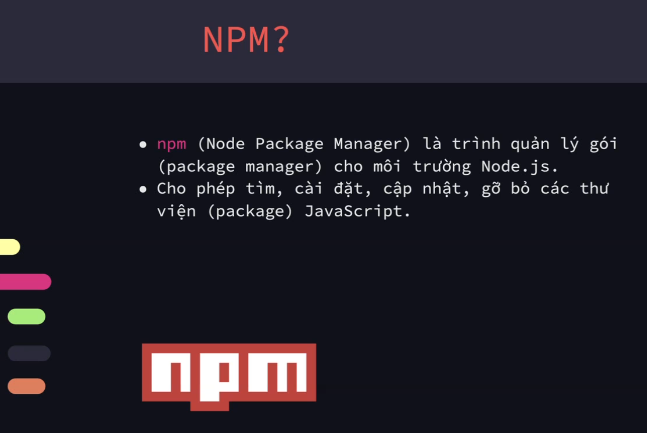 NPM?
● npm (Node Package Manager) là trình quản lý gói
(package manager) cho môi trường Node.js.
● Cho phép tìm, cài đặt, cập nhật, gỡ bỏ các thư
viện (package) JavaScript.
npm